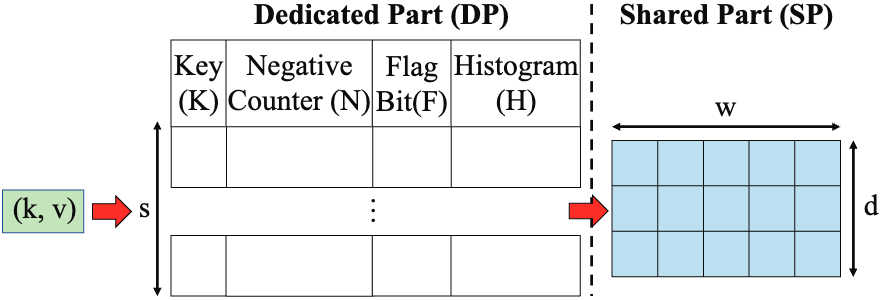 Dedicated Part (DP)
Shared Part (SP)
Key
(K)
Negative
Counter (N)
Flag
Bit(F)
Histogram
(H)
w
(k, v)
s
⋮
d